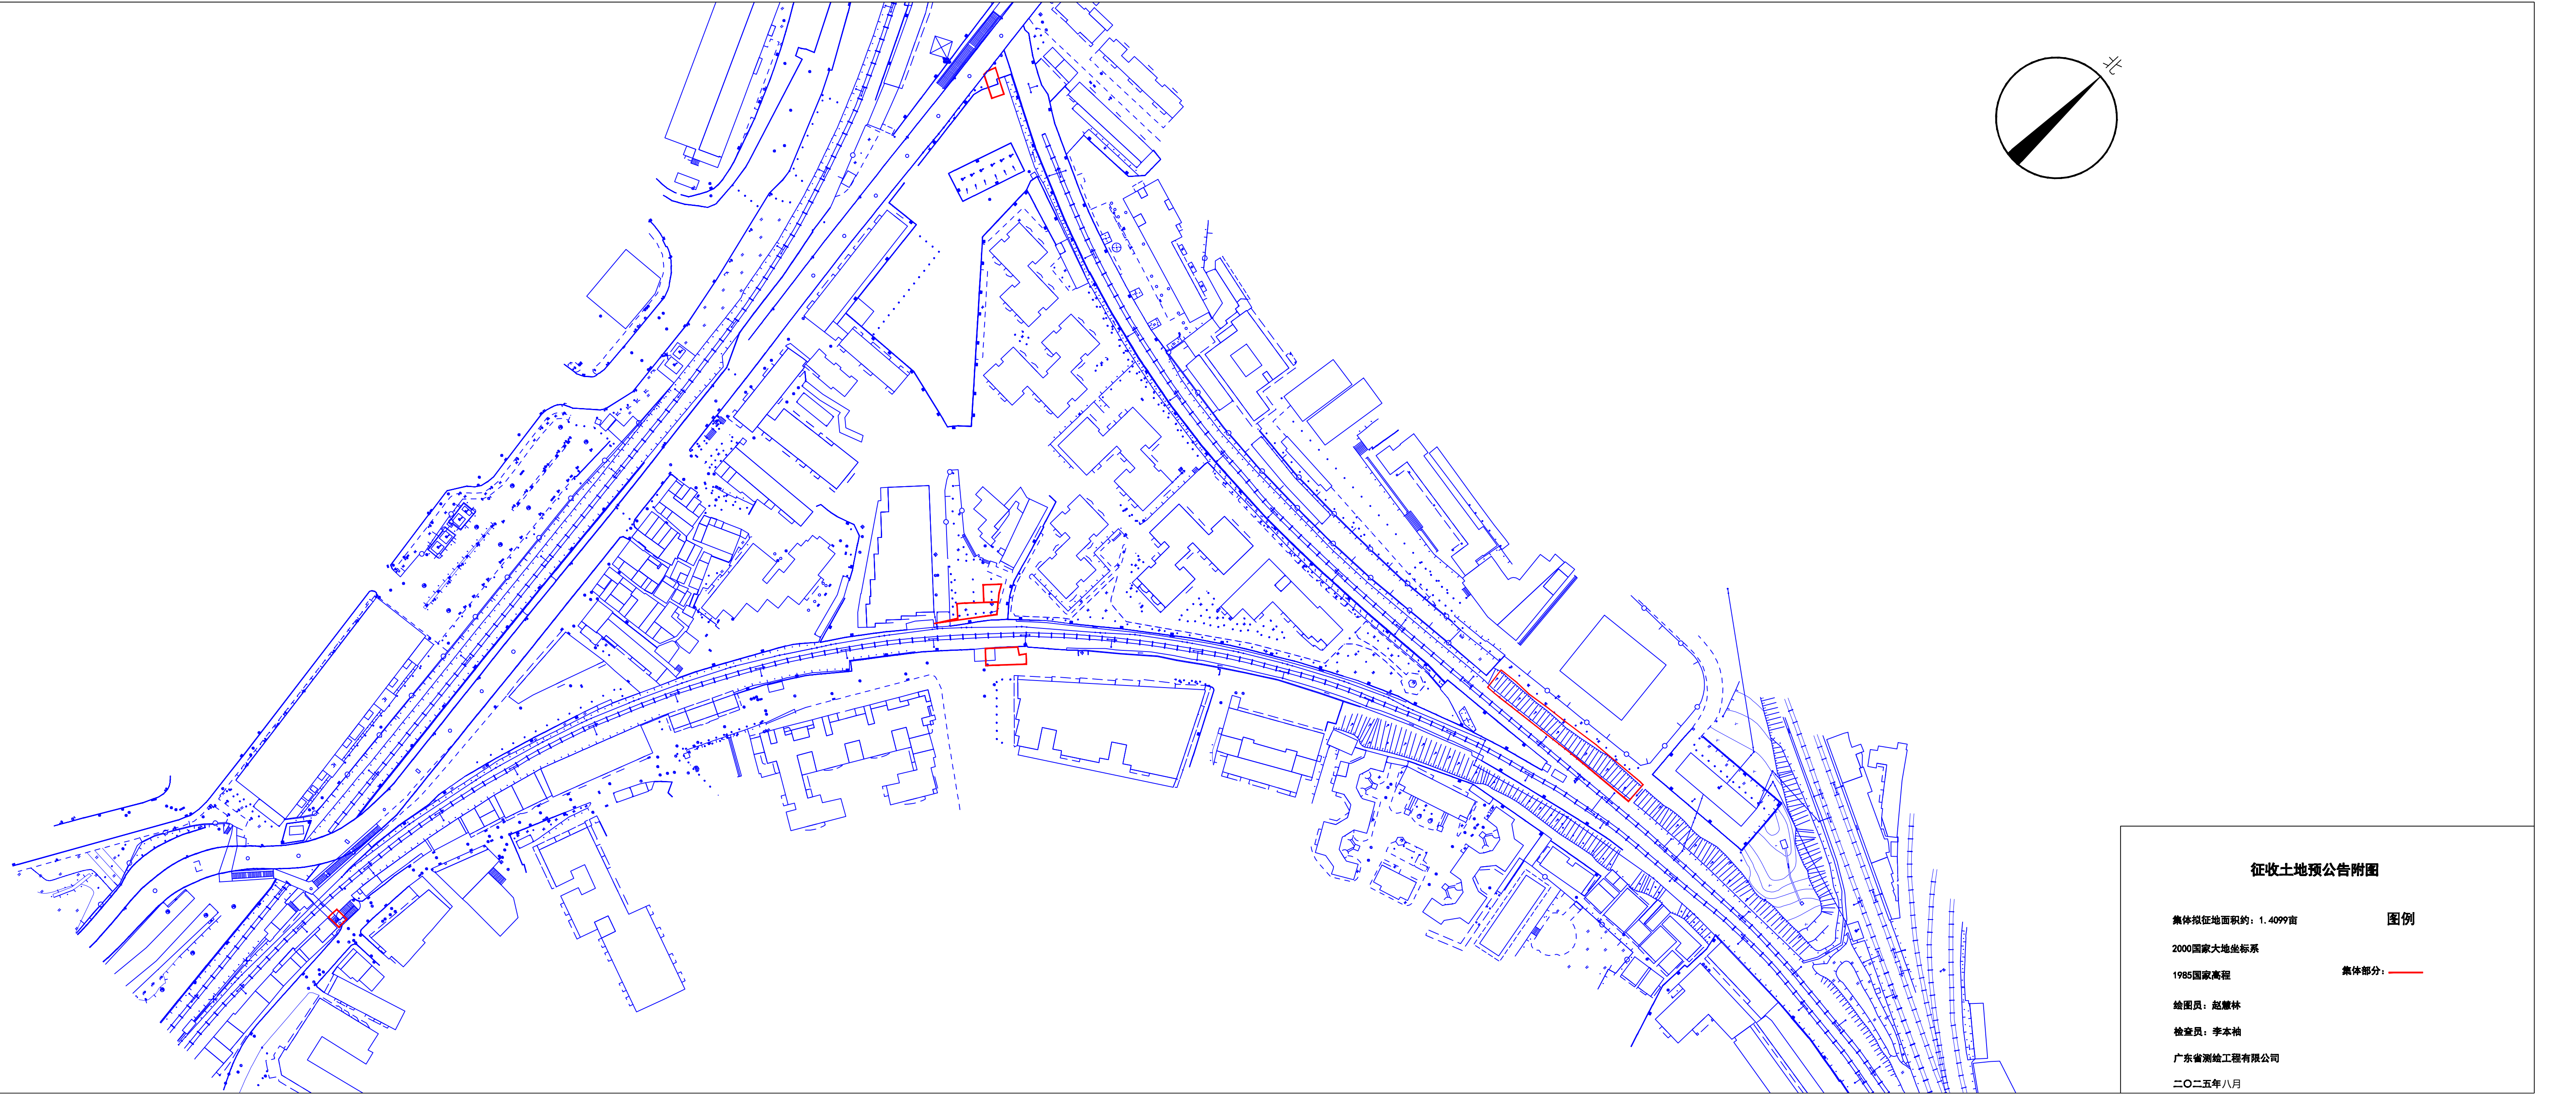 北
征收土地预公告附图
集体拟征地面积约：1.4099亩
图例
2000国家大地坐标系
1985国家高程
集体部分：
绘图员：赵慧林
检查员：李本袖
广东省测绘工程有限公司
二〇二五年八月